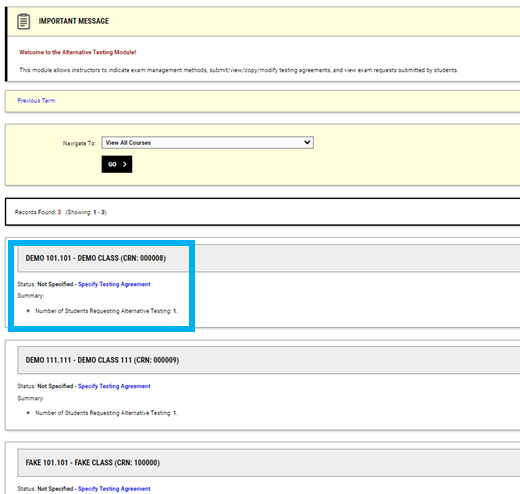 IMPORTANT MESSAGE
Welcome to the Alternative Testing Module!
This module allows instructors to indicate exam management methods, submit/view/copy/modify testing agreements, and view exam requests submitted by students.
Previous Term
Navigate To: View All Courses
GO >
Records Found: 3 (Showing: 1 - 3)
DEMO 101.101 - DEMO CLASS (CRN: 000008)
Status: Not Specified - Specify Testing Agreement
Summary:
Number of Students Requesting Alternative Testing: 1.
DEMO 111.111 - DEMO CLASS 111 (CRN: 000009)
Status: Not Specified - Specify Testing Agreement
Summary:
Number of Students Requesting Alternative Testing: 1.
FAKE 101.101 - FAKE CLASS (CRN: 100000)
Status: Not Specified - Specify Testing Agreement